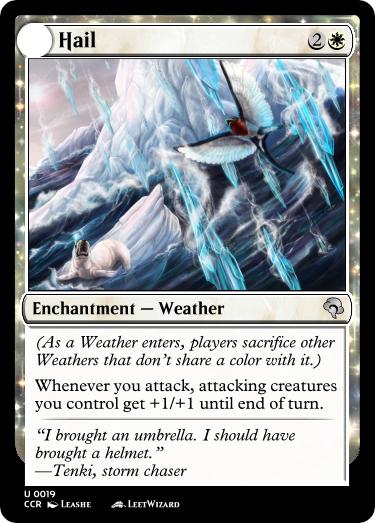 Hail 2
Enchantment — Weather
(As a Weather enters, players sacrifice other
Weathers that don't share a color with it.)
Whenever you attack, attacking creatures
you control get +1/+1 until end of turn.
“I brought an umbrella. I should have
brought a helmet.”
—Tenki, storm chaser
U 0019
CCR LEASHE LEETWIZARD